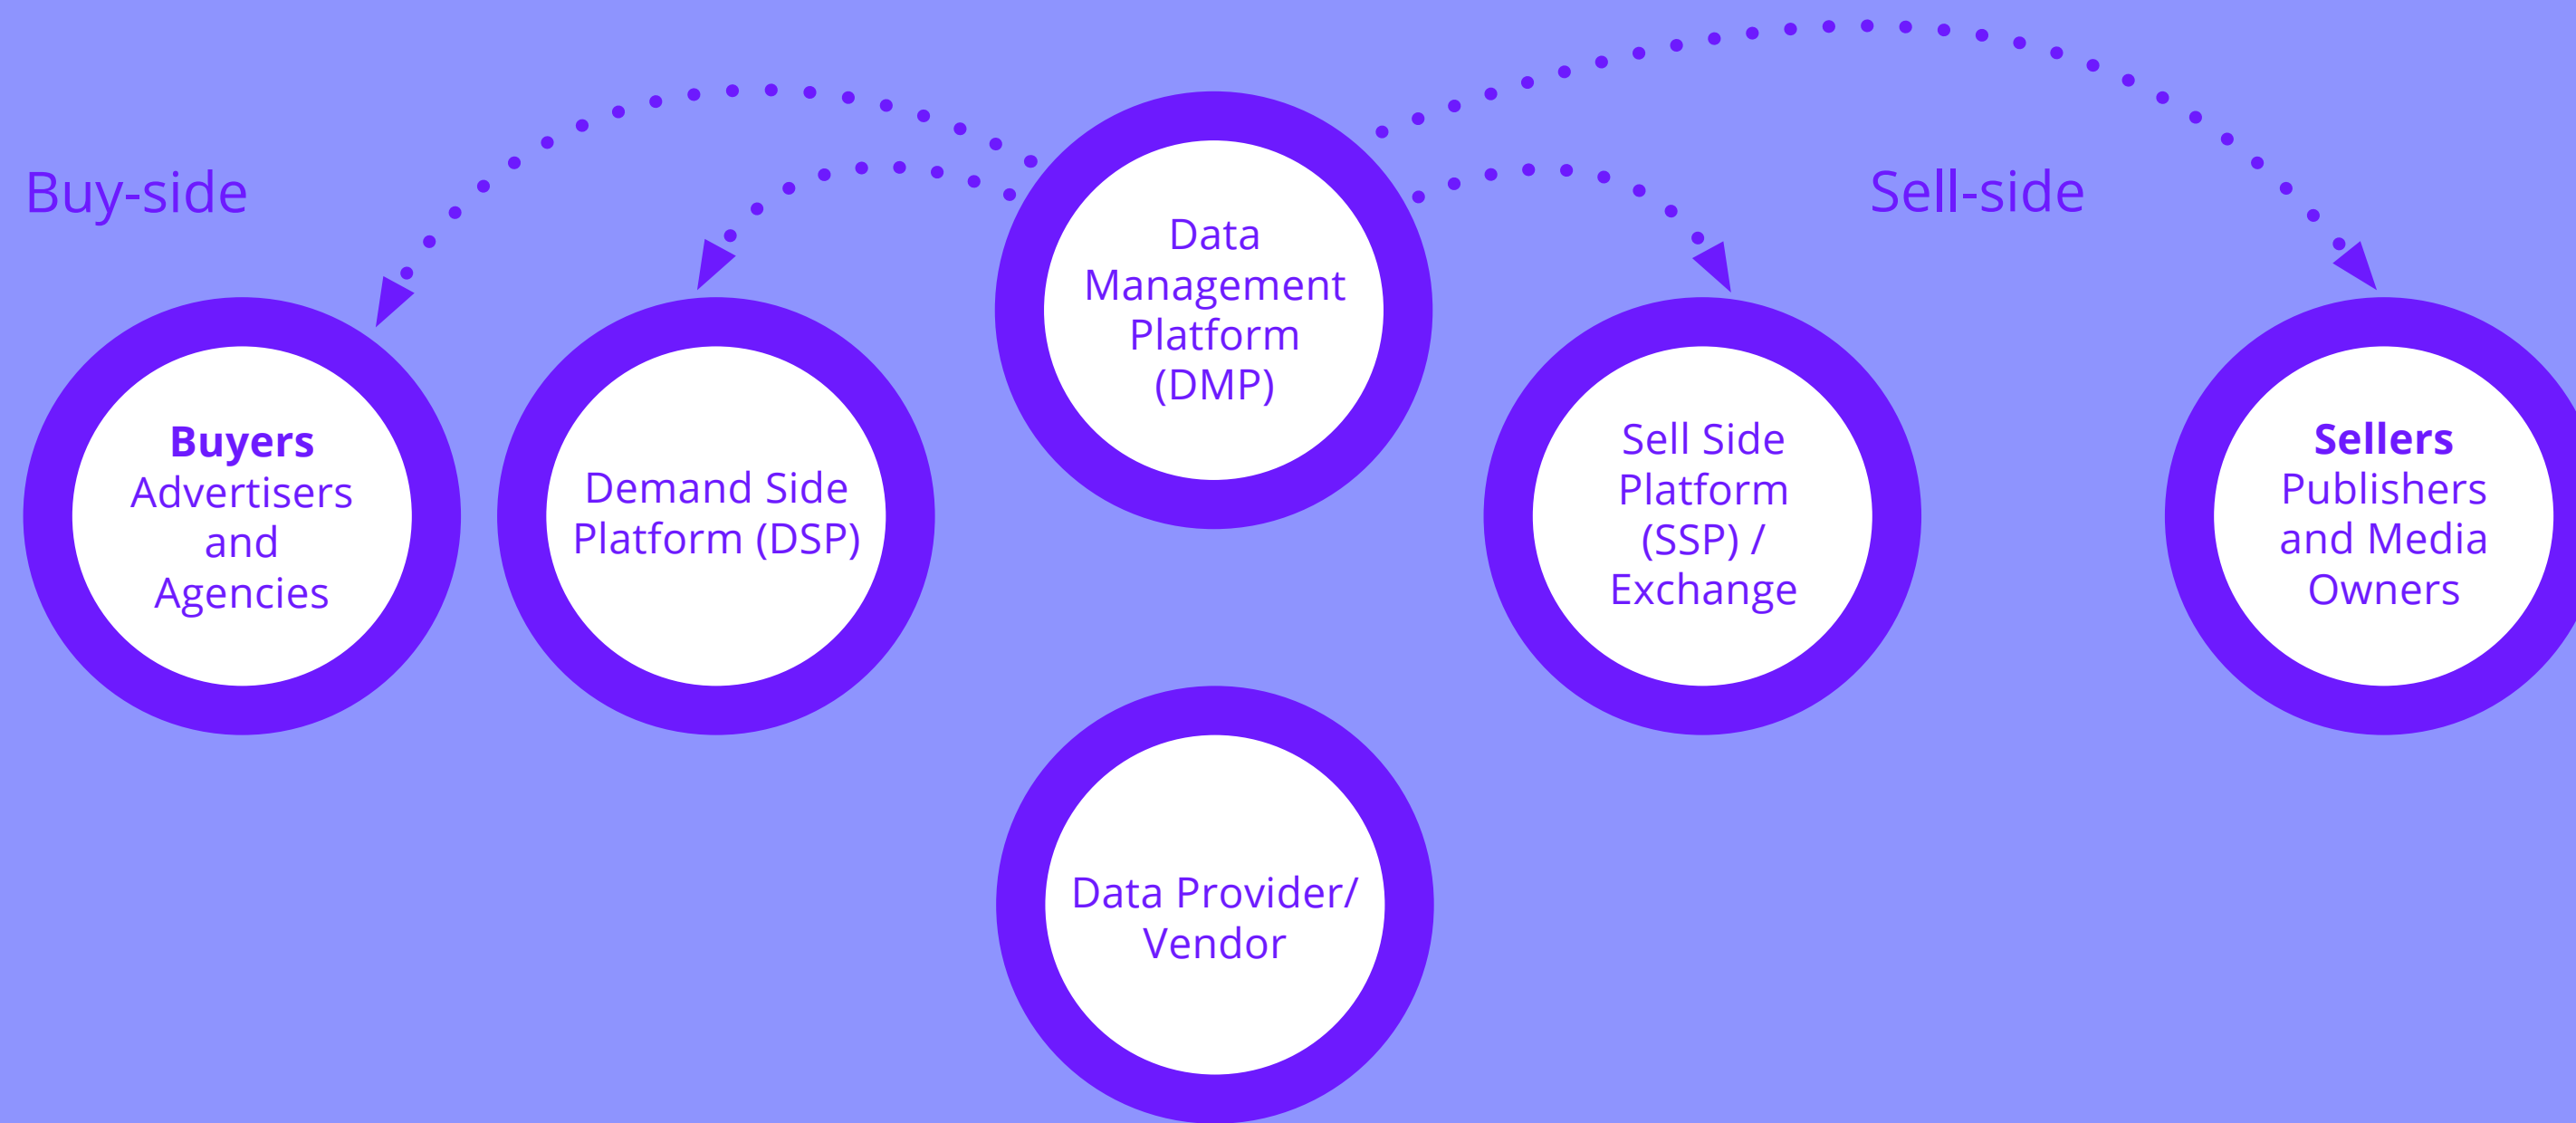 Buy-side
Sell-side
Data
Management
Platform
(DMP)
Buyers
Advertisers
and
Agencies
Demand Side
Platform (DSP)
Sell Side
Platform
(SSP) /
Exchange
Sellers
Publishers
and Media
Owners
Data Provider/
Vendor